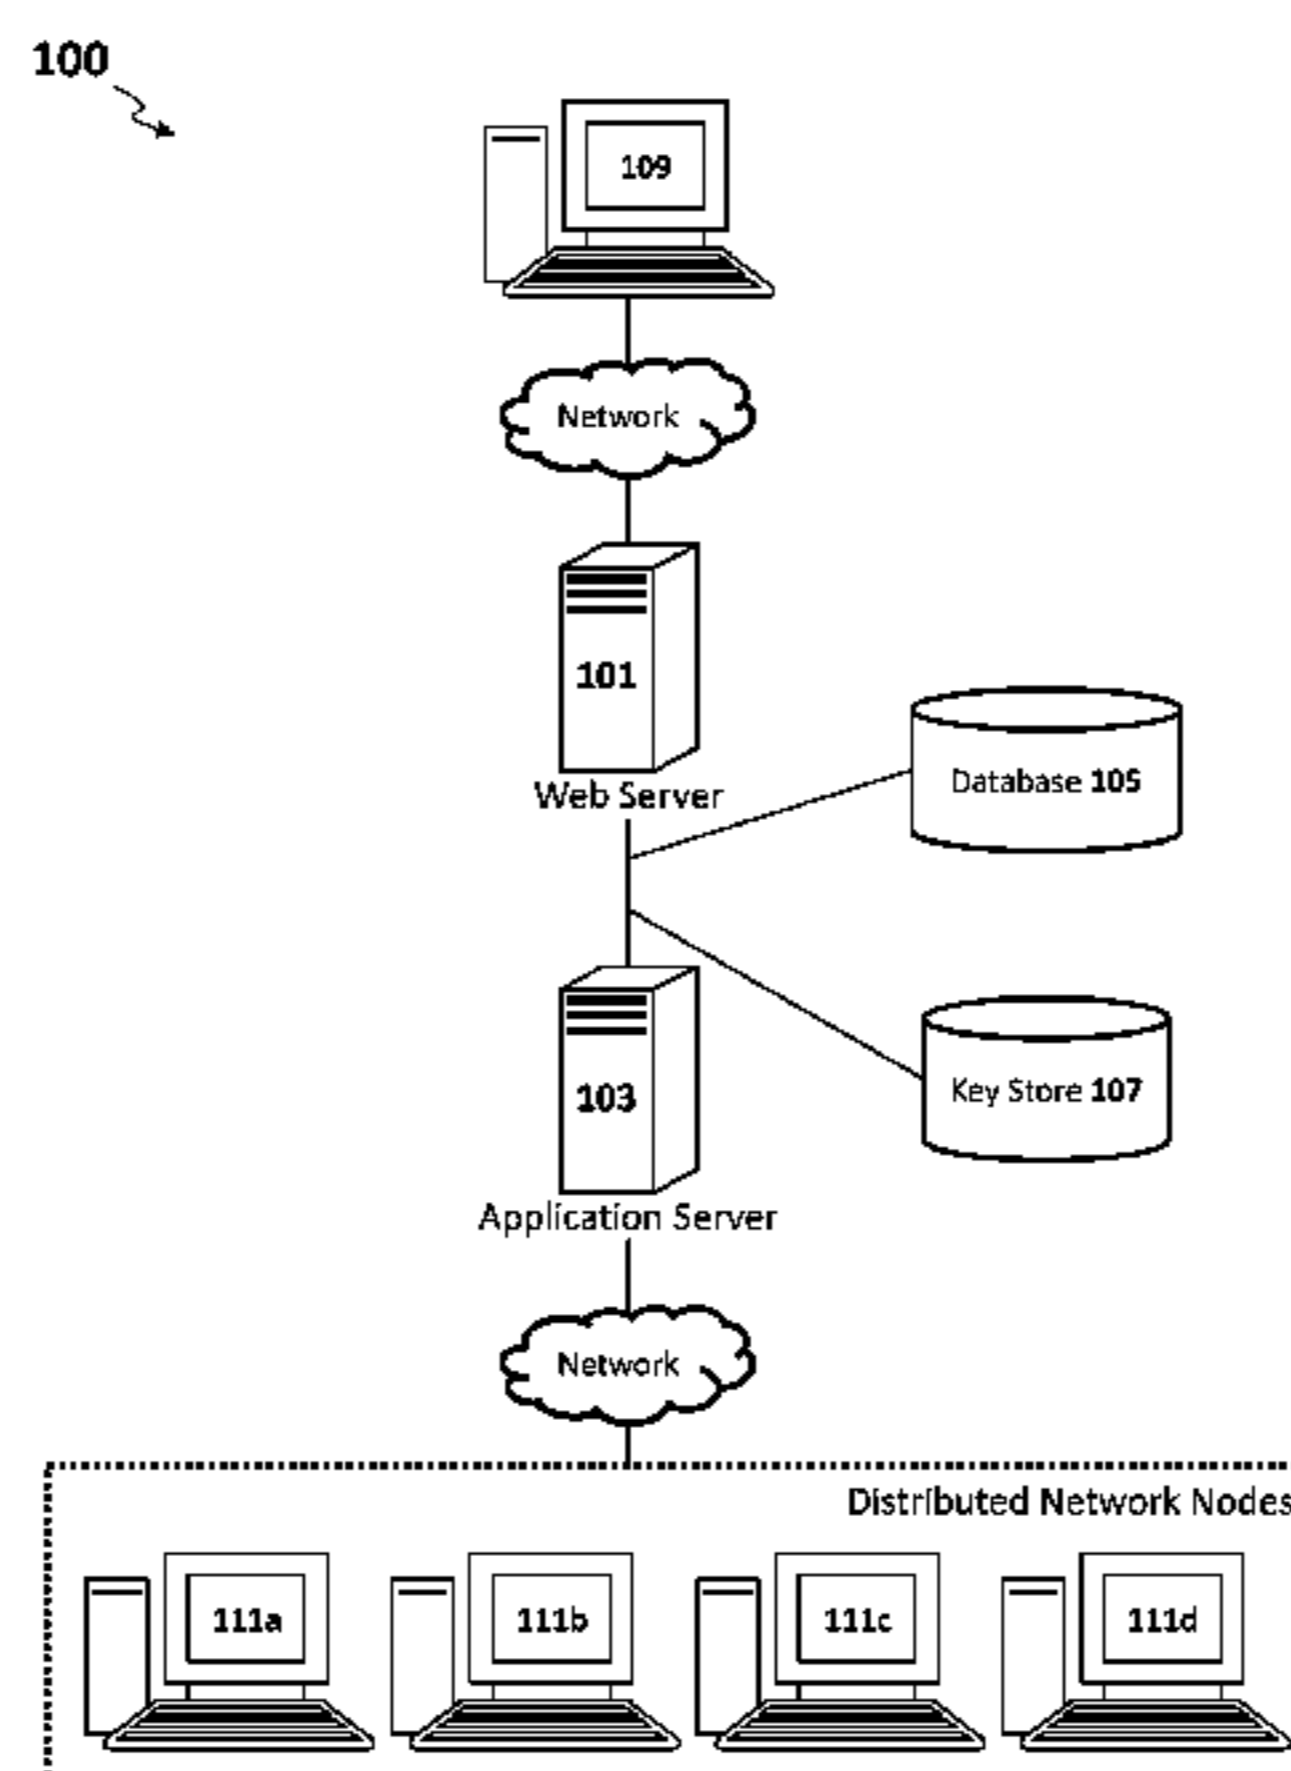 100
109
Network
101
Web Server
Database 105
103
Key Store 107
Application Server
Network
Distributed Network Nodes
111a
111b
111c
111d